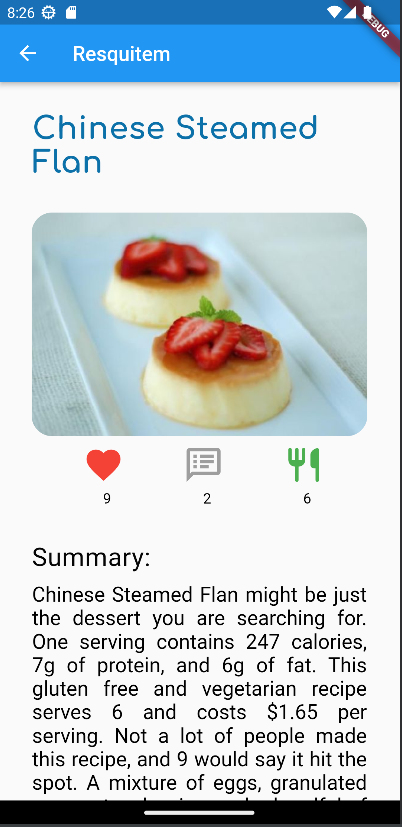 8:26
DEBUG
Resquitem
Chinese Steamed
Flan
9
2
6
Summary:
Chinese Steamed Flan might be just
the dessert you are searching for.
One serving contains 247 calories,
7g of protein, and 6g of fat. This
gluten free and vegetarian recipe
serves 6 and costs $1.65 per
serving. Not a lot of people made
this recipe, and 9 would say it hit the
spot. A mixture of eggs, granulated